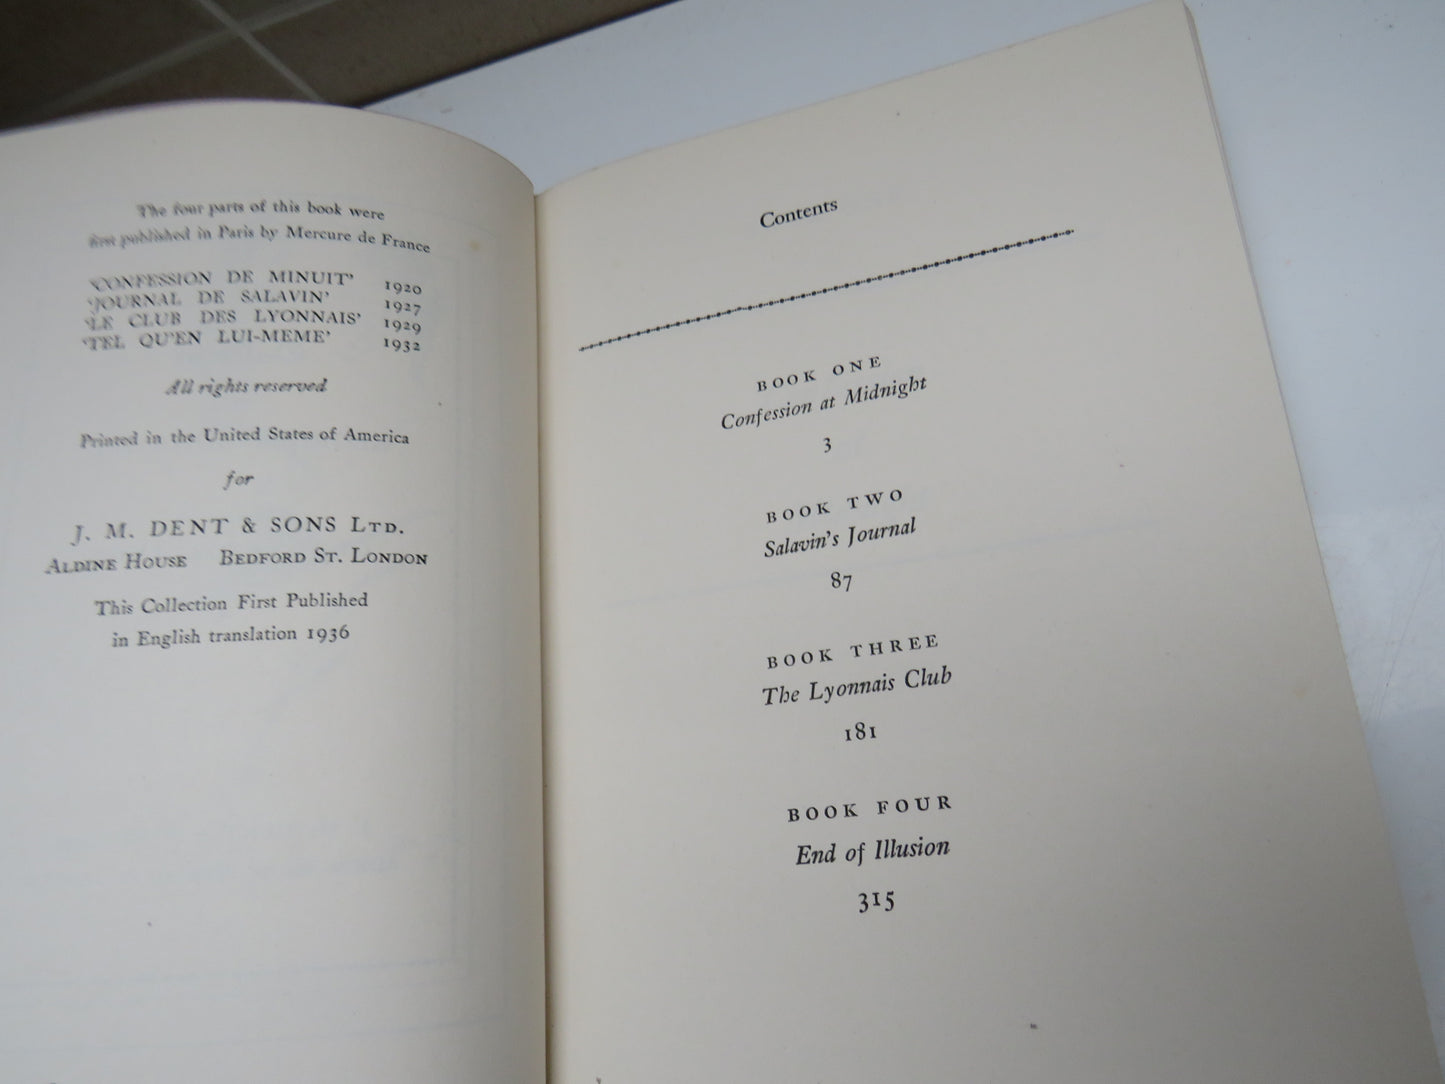 The four parts of this book were
first published in Paris by Mercure de France
'CONFESSION DE MINUIT' 1920
'JOURNAL DE SALAVIN' 1927
'LE CLUB DES LYONNAIS' 1929
'TEL QU'EN LUI-MEME' 1932
All rights reserved
Printed in the United States of America
for
J. M. DENT & SONS LTD.
ALDINE HOUSE BEDFORD ST. LONDON
This Collection First Published
in English translation 1936
Contents
BOOK ONE
Confession at Midnight
3
BOOK TWO
Salavin's Journal
87
BOOK THREE
The Lyonnais Club
181
BOOK FOUR
End of Illusion
315